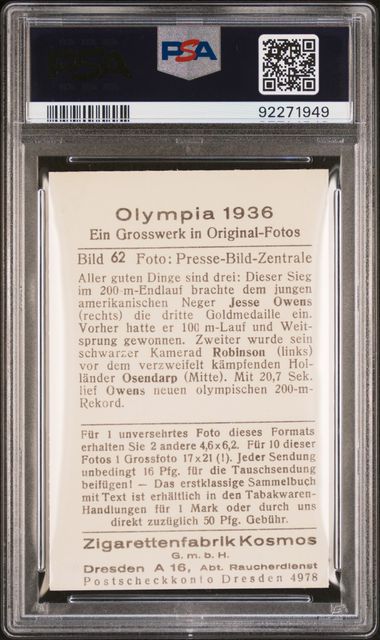 PSA
92271949
Olympia 1936
Ein Grosswerk in Original-Fotos
Bild 62 Foto: Presse-Bild-Zentrale
Aller guten Dinge sind drei: Dieser Sieg
im 200-m-Endlauf brachte dem jungen
amerikanischen Neger Jesse Owens
(rechts) die dritte Goldmedaille ein.
Vorher hatte er 100 m-Lauf und Weit-
sprung gewonnen. Zweiter wurde sein
schwarzer Kamerad Robinson (links)
vor dem verzweifelt kämpfenden Hol-
länder Osendarp (Mitte). Mit 20,7 Sek.
lief Owens neuen olympischen 200-m-
Rekord.
Für 1 unversehrtes Foto dieses Formats
erhalten Sie 2 andere 4,6x6,2. Für 10 dieser
Fotos 1 Grossfoto 17x21 (!). Jeder Sendung
unbedingt 16 Pfg. für die Tauschsendung
beifügen! — Das erstklassige Sammelbuch
mit Text ist erhältlich in den Tabakwaren-
Handlungen für 1 Mark oder durch uns
direkt zuzüglich 50 Pfg. Gebühr.
Zigarettenfabrik Kosmos
G. m. b. H.
Dresden A 16, Abt. Raucherdienst
Postscheckkonto Dresden 4978